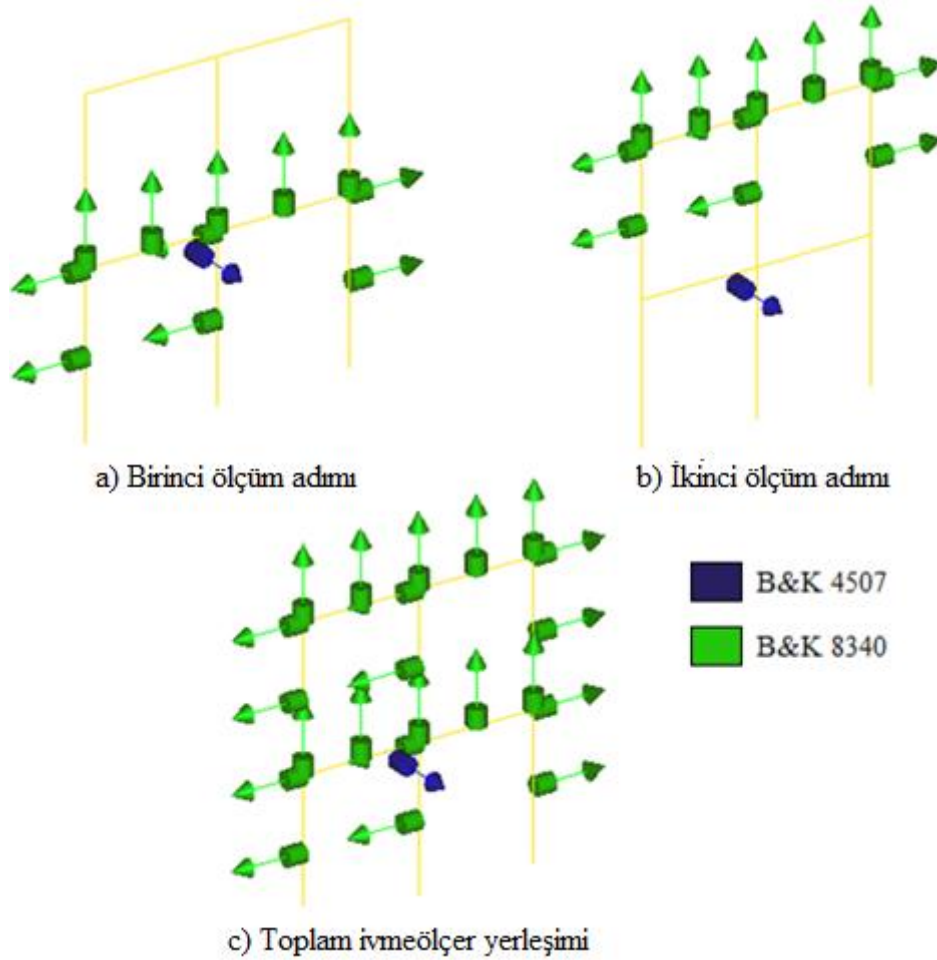 a) Birinci ölçüm adımı
b) İkinci ölçüm adımı
B&K 4507
B&K 8340
c) Toplam ivmeölçer yerleşimi